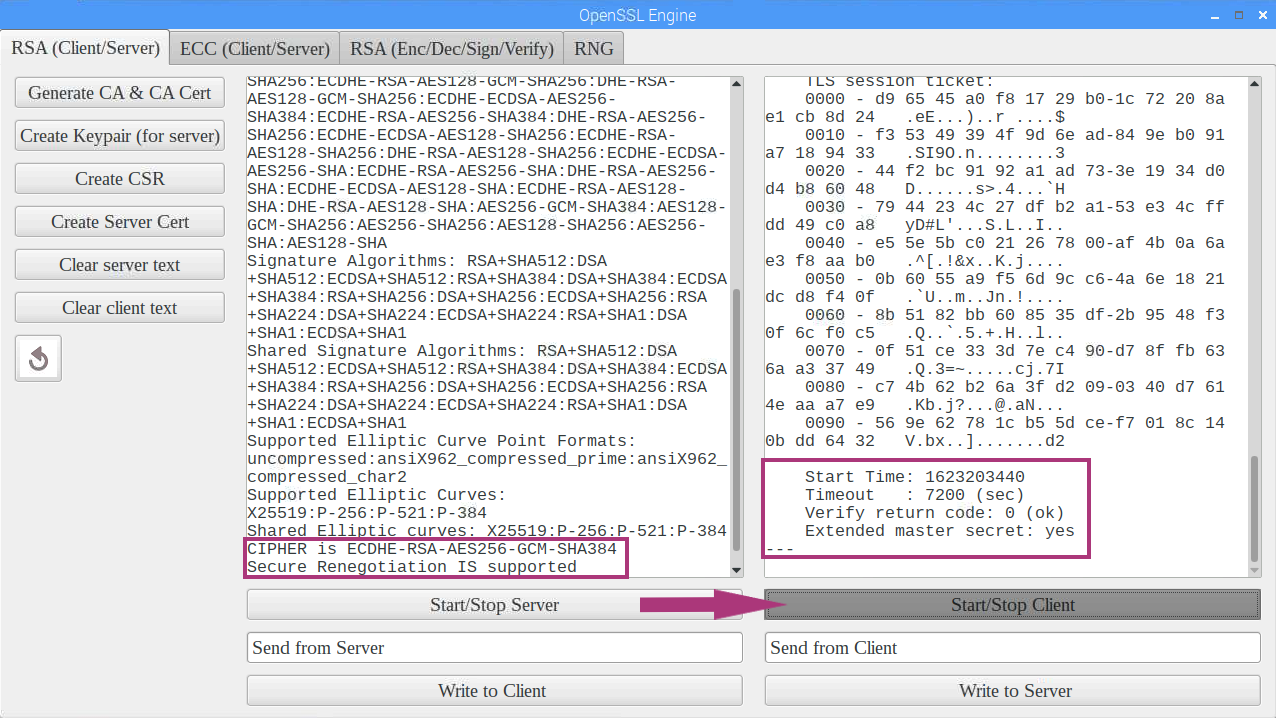 OpenSSL Engine
RSA (Client/Server)
ECC (Client/Server)
RSA (Enc/Dec/Sign/Verify)
RNG
Generate CA & CA Cert
Create Keypair (for server)
Create CSR
Create Server Cert
Clear server text
Clear client text
SHA256:ECDHE-RSA-AES128-GCM-SHA256:DHE-RSA-
AES128-GCM-SHA256:ECDHE-ECDSA-AES256-
SHA384:ECDHE-RSA-AES256-SHA384:DHE-RSA-AES256-
SHA256:ECDHE-ECDSA-AES128-SHA256:ECDHE-RSA-
AES128-SHA256:DHE-RSA-AES128-SHA256:ECDHE-ECDSA-
AES256-SHA:ECDHE-RSA-AES256-SHA:DHE-RSA-AES256-
SHA:ECDHE-ECDSA-AES128-SHA:ECDHE-RSA-AES128-
SHA:DHE-RSA-AES128-SHA:AES256-GCM-SHA384:AES128-
GCM-SHA256:AES256-SHA256:AES128-SHA256:AES256-
SHA:AES128-SHA
Signature Algorithms: RSA+SHA512:DSA
+SHA512:ECDSA+SHA512:RSA+SHA384:DSA+SHA384:ECDSA
+SHA384:RSA+SHA256:DSA+SHA256:ECDSA+SHA256:RSA
+SHA224:DSA+SHA224:ECDSA+SHA224:RSA+SHA1:DSA
+SHA1:ECDSA+SHA1
Shared Signature Algorithms: RSA+SHA512:DSA
+SHA512:ECDSA+SHA512:RSA+SHA384:DSA+SHA384:ECDSA
+SHA384:RSA+SHA256:DSA+SHA256:ECDSA+SHA256:RSA
+SHA224:DSA+SHA224:ECDSA+SHA224:RSA+SHA1:DSA
+SHA1:ECDSA+SHA1
Supported Elliptic Curve Point Formats:
uncompressed:ansiX962_compressed_prime:ansiX962_
compressed_char2
Supported Elliptic Curves:
X25519:P-256:P-521:P-384
Shared Elliptic curves: X25519:P-256:P-521:P-384
CIPHER is ECDHE-RSA-AES256-GCM-SHA384
Secure Renegotiation IS supported
TLS session ticket:
0000 - d9 65 45 a0 f8 17 29 b0-1c 72 20 8a
e1 cb 8d 24 .eE...)..r ....$
0010 - f3 53 49 39 4f 9d 6e ad-84 9e b0 91
a7 18 94 33 .SI9O.n........3
0020 - 44 f2 bc 91 92 a1 ad 73-3e 19 34 d0
d4 b8 60 48 D......s>.4...`H
0030 - 79 44 23 4c 27 df b2 a1-53 e3 4c ff
dd 49 c0 a8 yD#L'...S.L..I..
0040 - e5 5e 5b c0 21 26 78 00-af 4b 0a 6a
e3 f8 aa b0 .^[.!&x..K.j....
0050 - 0b 60 55 a9 f5 6d 9c c6-4a 6e 18 21
dc d8 f4 0f .`U..m..Jn.!....
0060 - 8b 51 82 bb 60 85 35 df-2b 95 48 f3
0f 6c f0 c5 .Q..`.5.+.H..l..
0070 - 0f 51 ce 33 3d 7e c4 90-d7 8f fb 63
6a a3 37 49 .Q.3=~.....cj.7I
0080 - c7 4b 62 b2 6a 3f d2 09-03 40 d7 61
4e aa a7 e9 .Kb.j?...@.aN...
0090 - 56 9e 62 78 1c b5 5d ce-f7 01 8c 14
0b dd 64 32 V.bx..].......d2
Start Time: 1623203440
Timeout : 7200 (sec)
Verify return code: 0 (ok)
Extended master secret: yes
---
Start/Stop Server
Start/Stop Client
Send from Server
Send from Client
Write to Client
Write to Server